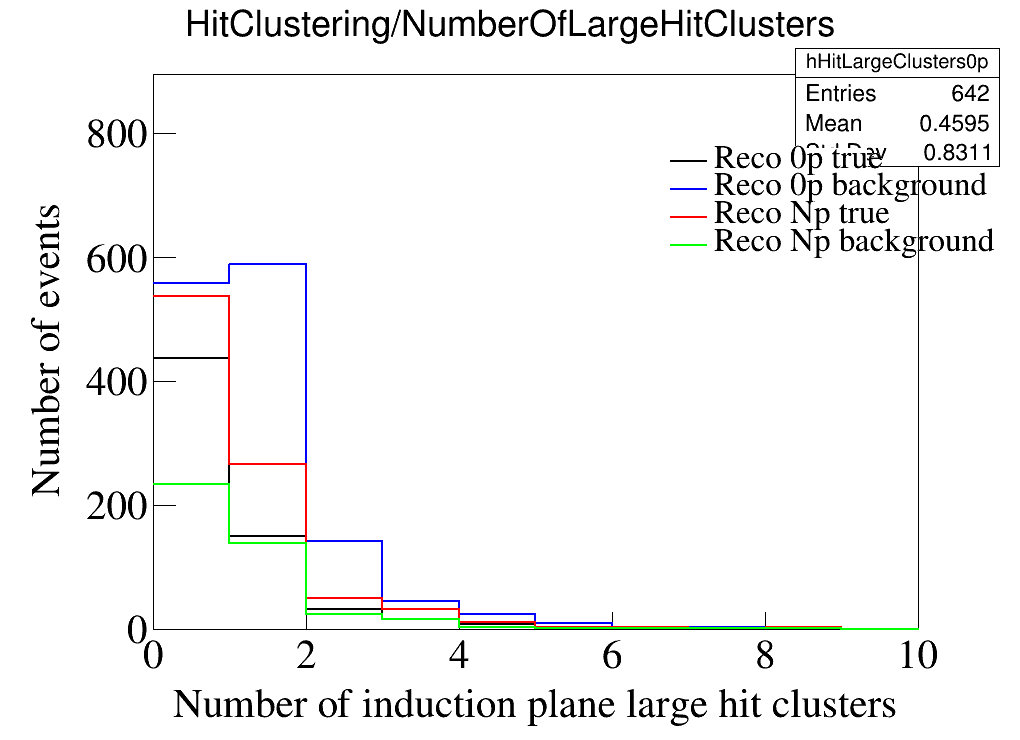 HitClustering/NumberOfLargeHitClusters
hHitLargeClusters0p
Entries 642
Mean 0.4595
0.8311
Reco 0p true
Reco 0p background
Reco Np true
Reco Np background
Number of events
800
600
400
200
0
0 2 4 6 8 10
Number of induction plane large hit clusters